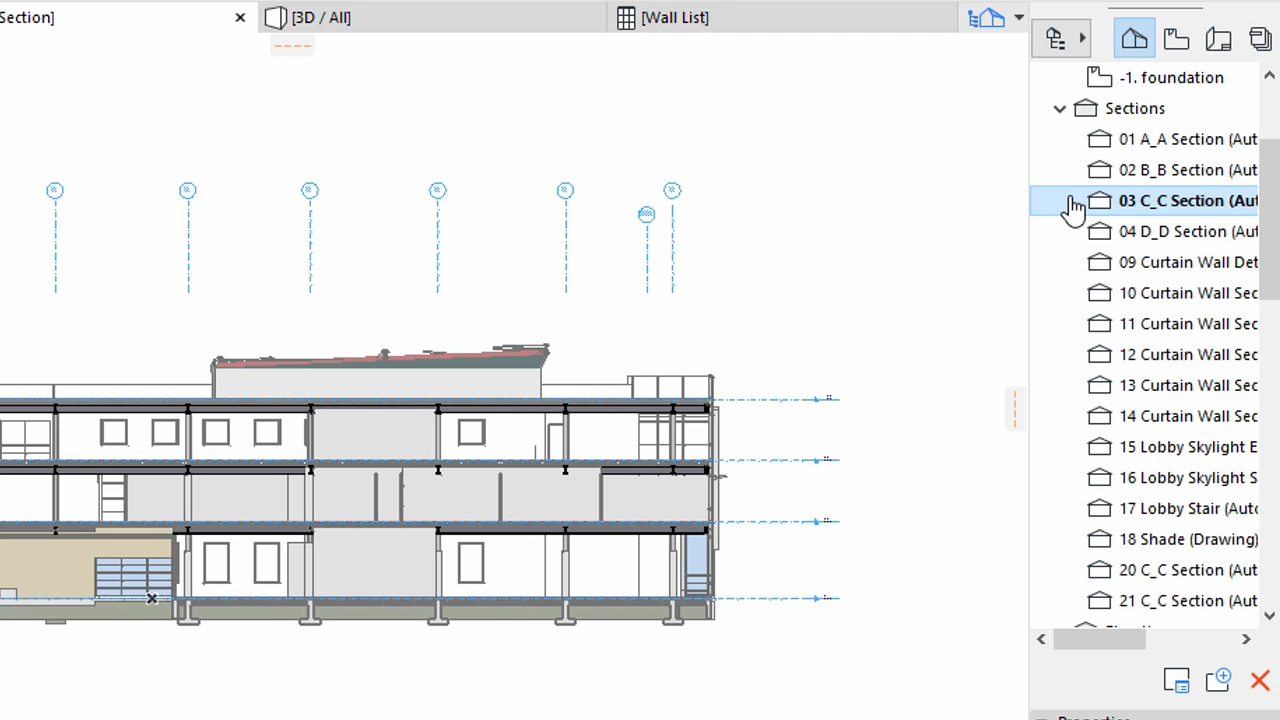 Section]
[3D / All]
[Wall List]
-1. foundation
Sections
01 A_A Section (Aut
02 B_B Section (Aut
03 C_C Section (Aut
04 D_D Section (Aut
09 Curtain Wall Det
10 Curtain Wall Sec
11 Curtain Wall Sec
12 Curtain Wall Sec
13 Curtain Wall Sec
14 Curtain Wall Sec
15 Lobby Skylight E
16 Lobby Skylight S
17 Lobby Stair (Auto
18 Shade (Drawing)
20 C_C Section (Aut
21 C_C Section (Aut